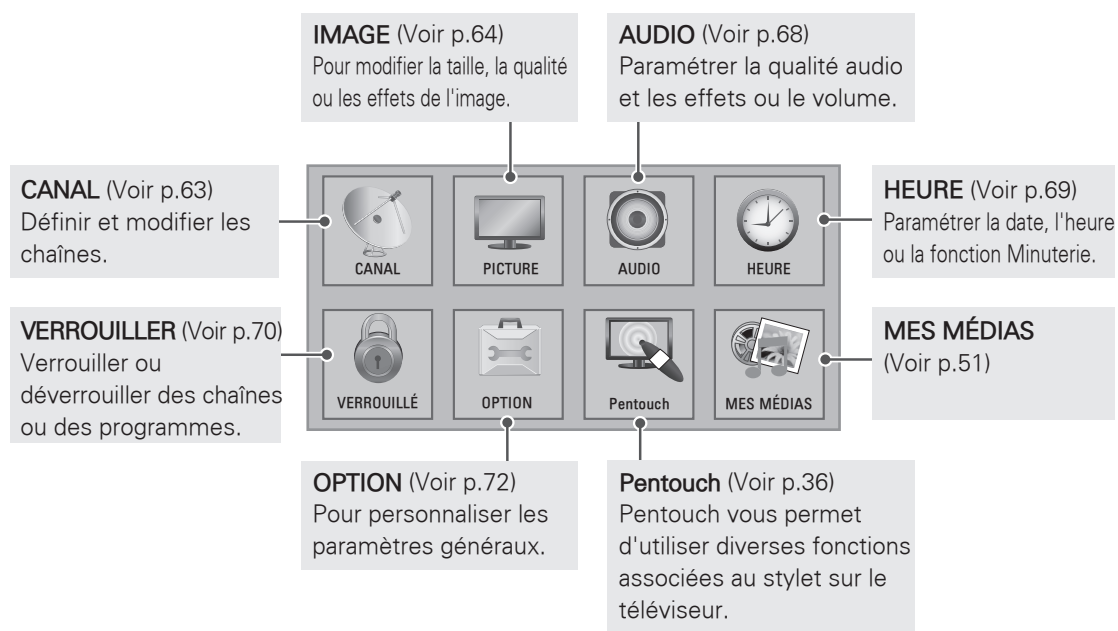 IMAGE (Voir p.64)
Pour modifier la taille, la qualité
ou les effets de l'image.
AUDIO (Voir p.68)
Paramétrer la qualité audio
et les effets ou le volume.
CANAL (Voir p.63)
Définir et modifier les
chaînes.
HEURE (Voir p.69)
Paramétrer la date, l'heure
ou la fonction Minuterie.
CANAL
PICTURE
AUDIO
HEURE
VERROUILLER (Voir p.70)
Verrouiller ou
déverrouiller des chaînes
ou des programmes.
MES MÉDIAS
(Voir p.51)
VERROUILLÉ
OPTION
Pentouch
MES MÉDIAS
OPTION (Voir p.72)
Pour personnaliser les
paramètres généraux.
Pentouch (Voir p.36)
Pentouch vous permet
d'utiliser diverses fonctions
associées au stylet sur le
téléviseur.